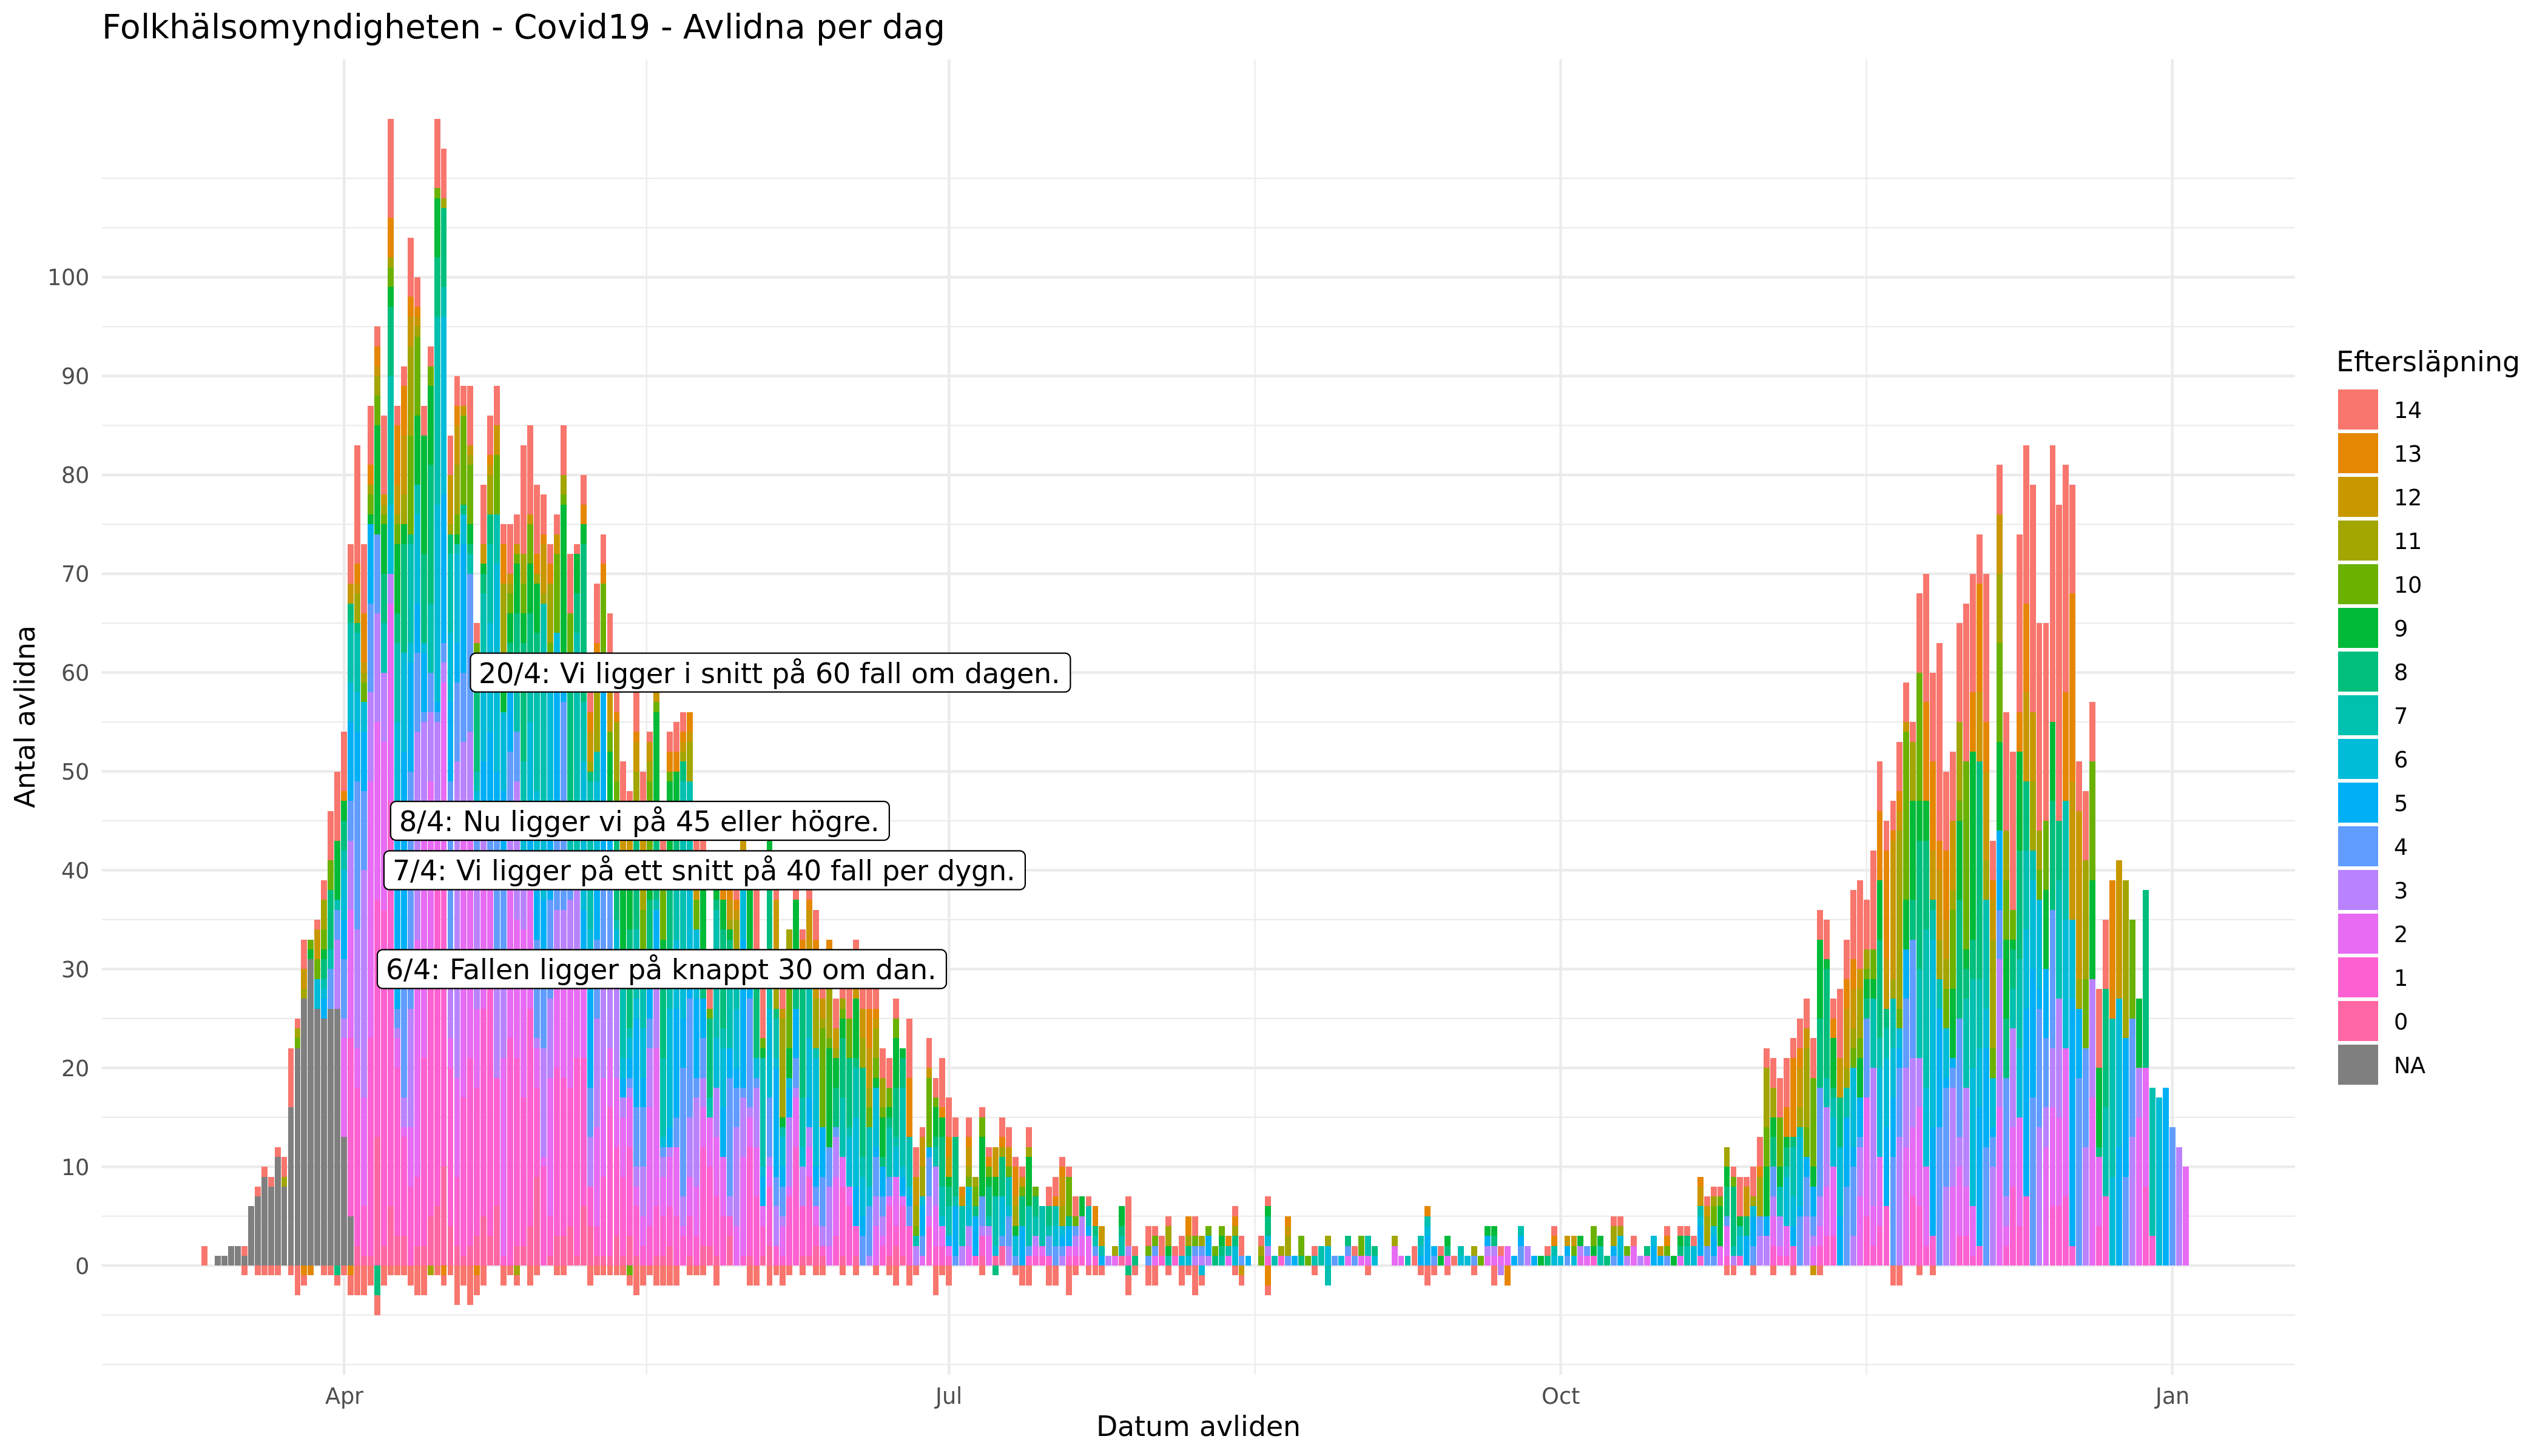 Folkhälsomyndigheten - Covid19 - Avlidna per dag
Antal avlidna
100
90
80
70
60
50
40
30
20
10
0
20/4: Vi ligger i snitt på 60 fall om dagen.
8/4: Nu ligger vi på 45 eller högre.
7/4: Vi ligger på ett snitt på 40 fall per dygn.
6/4: Fallen ligger på knappt 30 om dan.
Apr
Jul
Oct
Jan
Datum avliden
Eftersläpning
14
13
12
11
10
9
8
7
6
5
4
3
2
1
0
NA